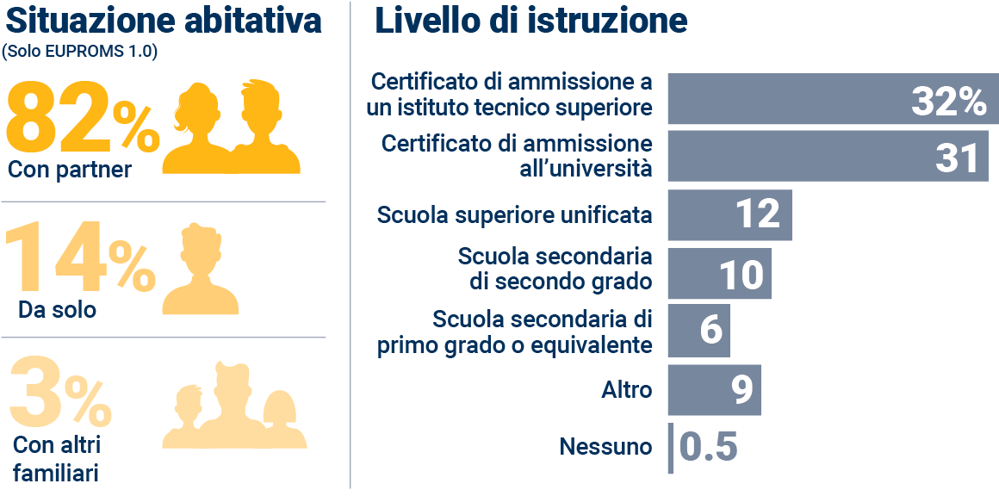 Situazione abitativa
(Solo EUPROMS 1.0)
82%
Con partner
14%
Da solo
3%
Con altri
familiari
Livello di istruzione
Certificato di ammissione a
un istituto tecnico superiore
32%
Certificato di ammissione
all’università
31
Scuola superiore unificata
12
Scuola secondaria
di secondo grado
10
Scuola secondaria di
primo grado o equivalente
6
Altro
9
Nessuno
0.5